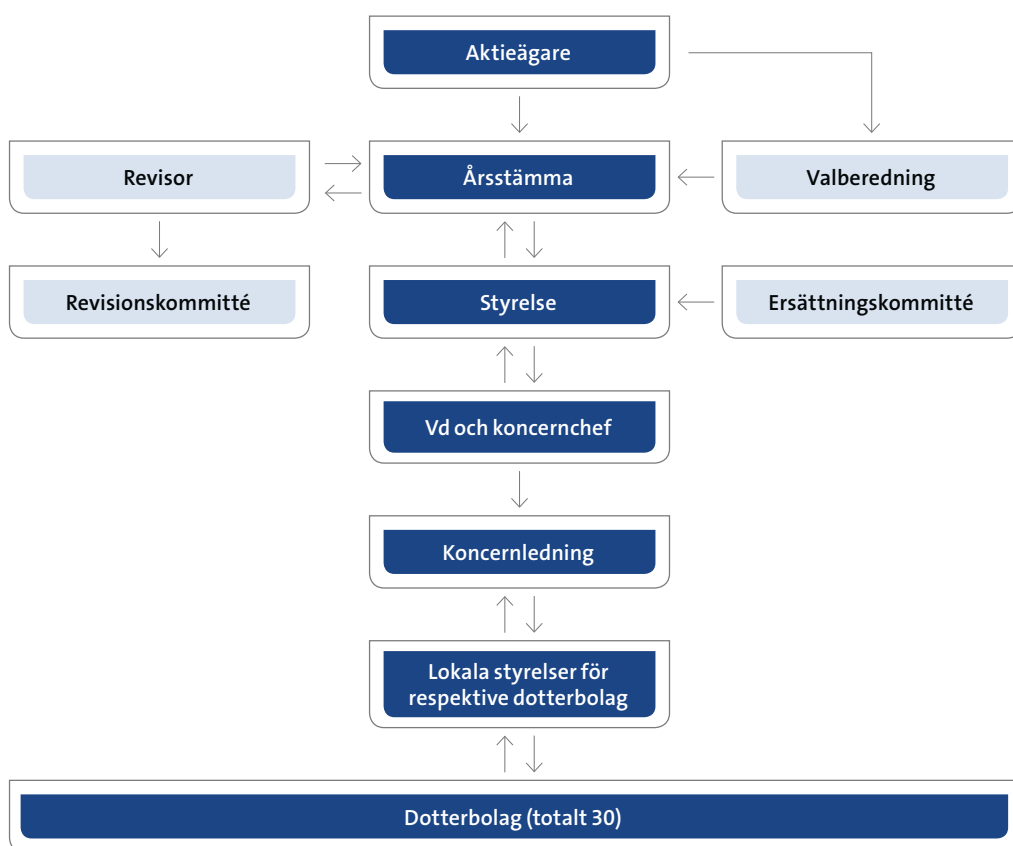 Aktieägare
Revisor
Årsstämma
Valberedning
Revisionskommitté
Styrelse
Ersättningskommitté
Vd och koncernchef
Koncernledning
Lokala styrelser för
respektive dotterbolag
Dotterbolag (totalt 30)